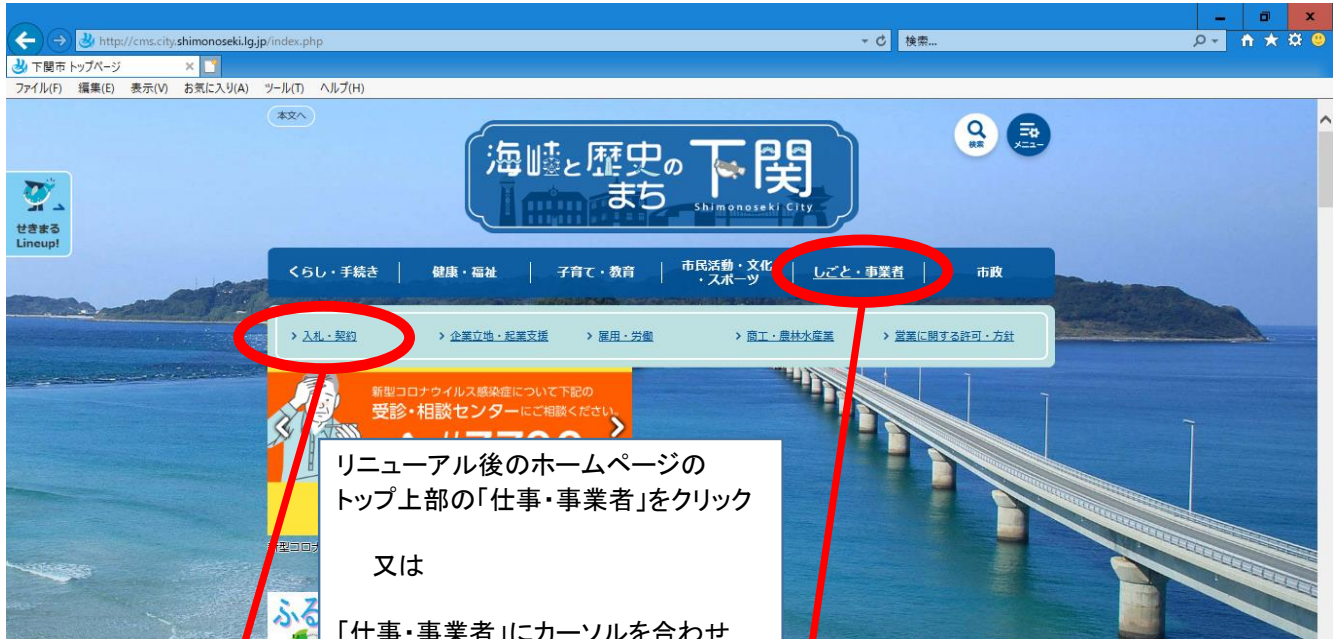 http://cms.city.shimonoseki.lg.jp/index.php
検索...
下関市 トップページ
ファイル(F) 編集(E) 表示(V) お気に入り(A) ツール(T) ヘルプ(H)
本文へ
海峡と歴史の
まち
下関
Shimonoseki City
検索
メニュー
せきまる
Lineup!
くらし・手続き
健康・福祉
子育て・教育
市民活動・文化
・スポーツ
しごと・事業者
市政
入札・契約
企業立地・起業支援
雇用・労働
商工・農林水産業
営業に関する許可・方針
新型コロナウイルス感染症について下記の
受診・相談センターにご相談ください。
リニューアル後のホームページの
トップ上部の「仕事・事業者」をクリック
又は
新型コロナ
ふる
「仕事・事業者」にカーソルを合わせ